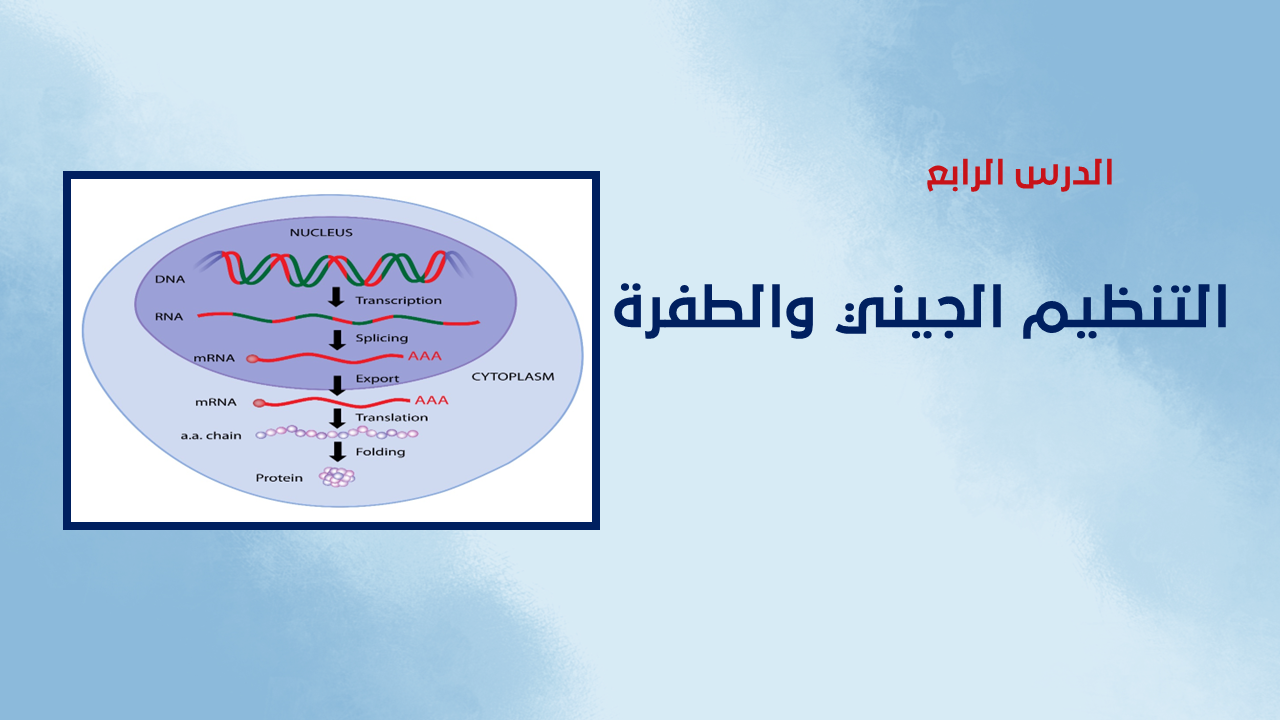 الدرس الرابع
التنظيم الجيني والطفرة
NUCLEUS
DNA
Transcription
RNA
Splicing
mRNA
AAA
Export
CYTOPLASM
mRNA
AAA
Translation
a.a. chain
Folding
Protein